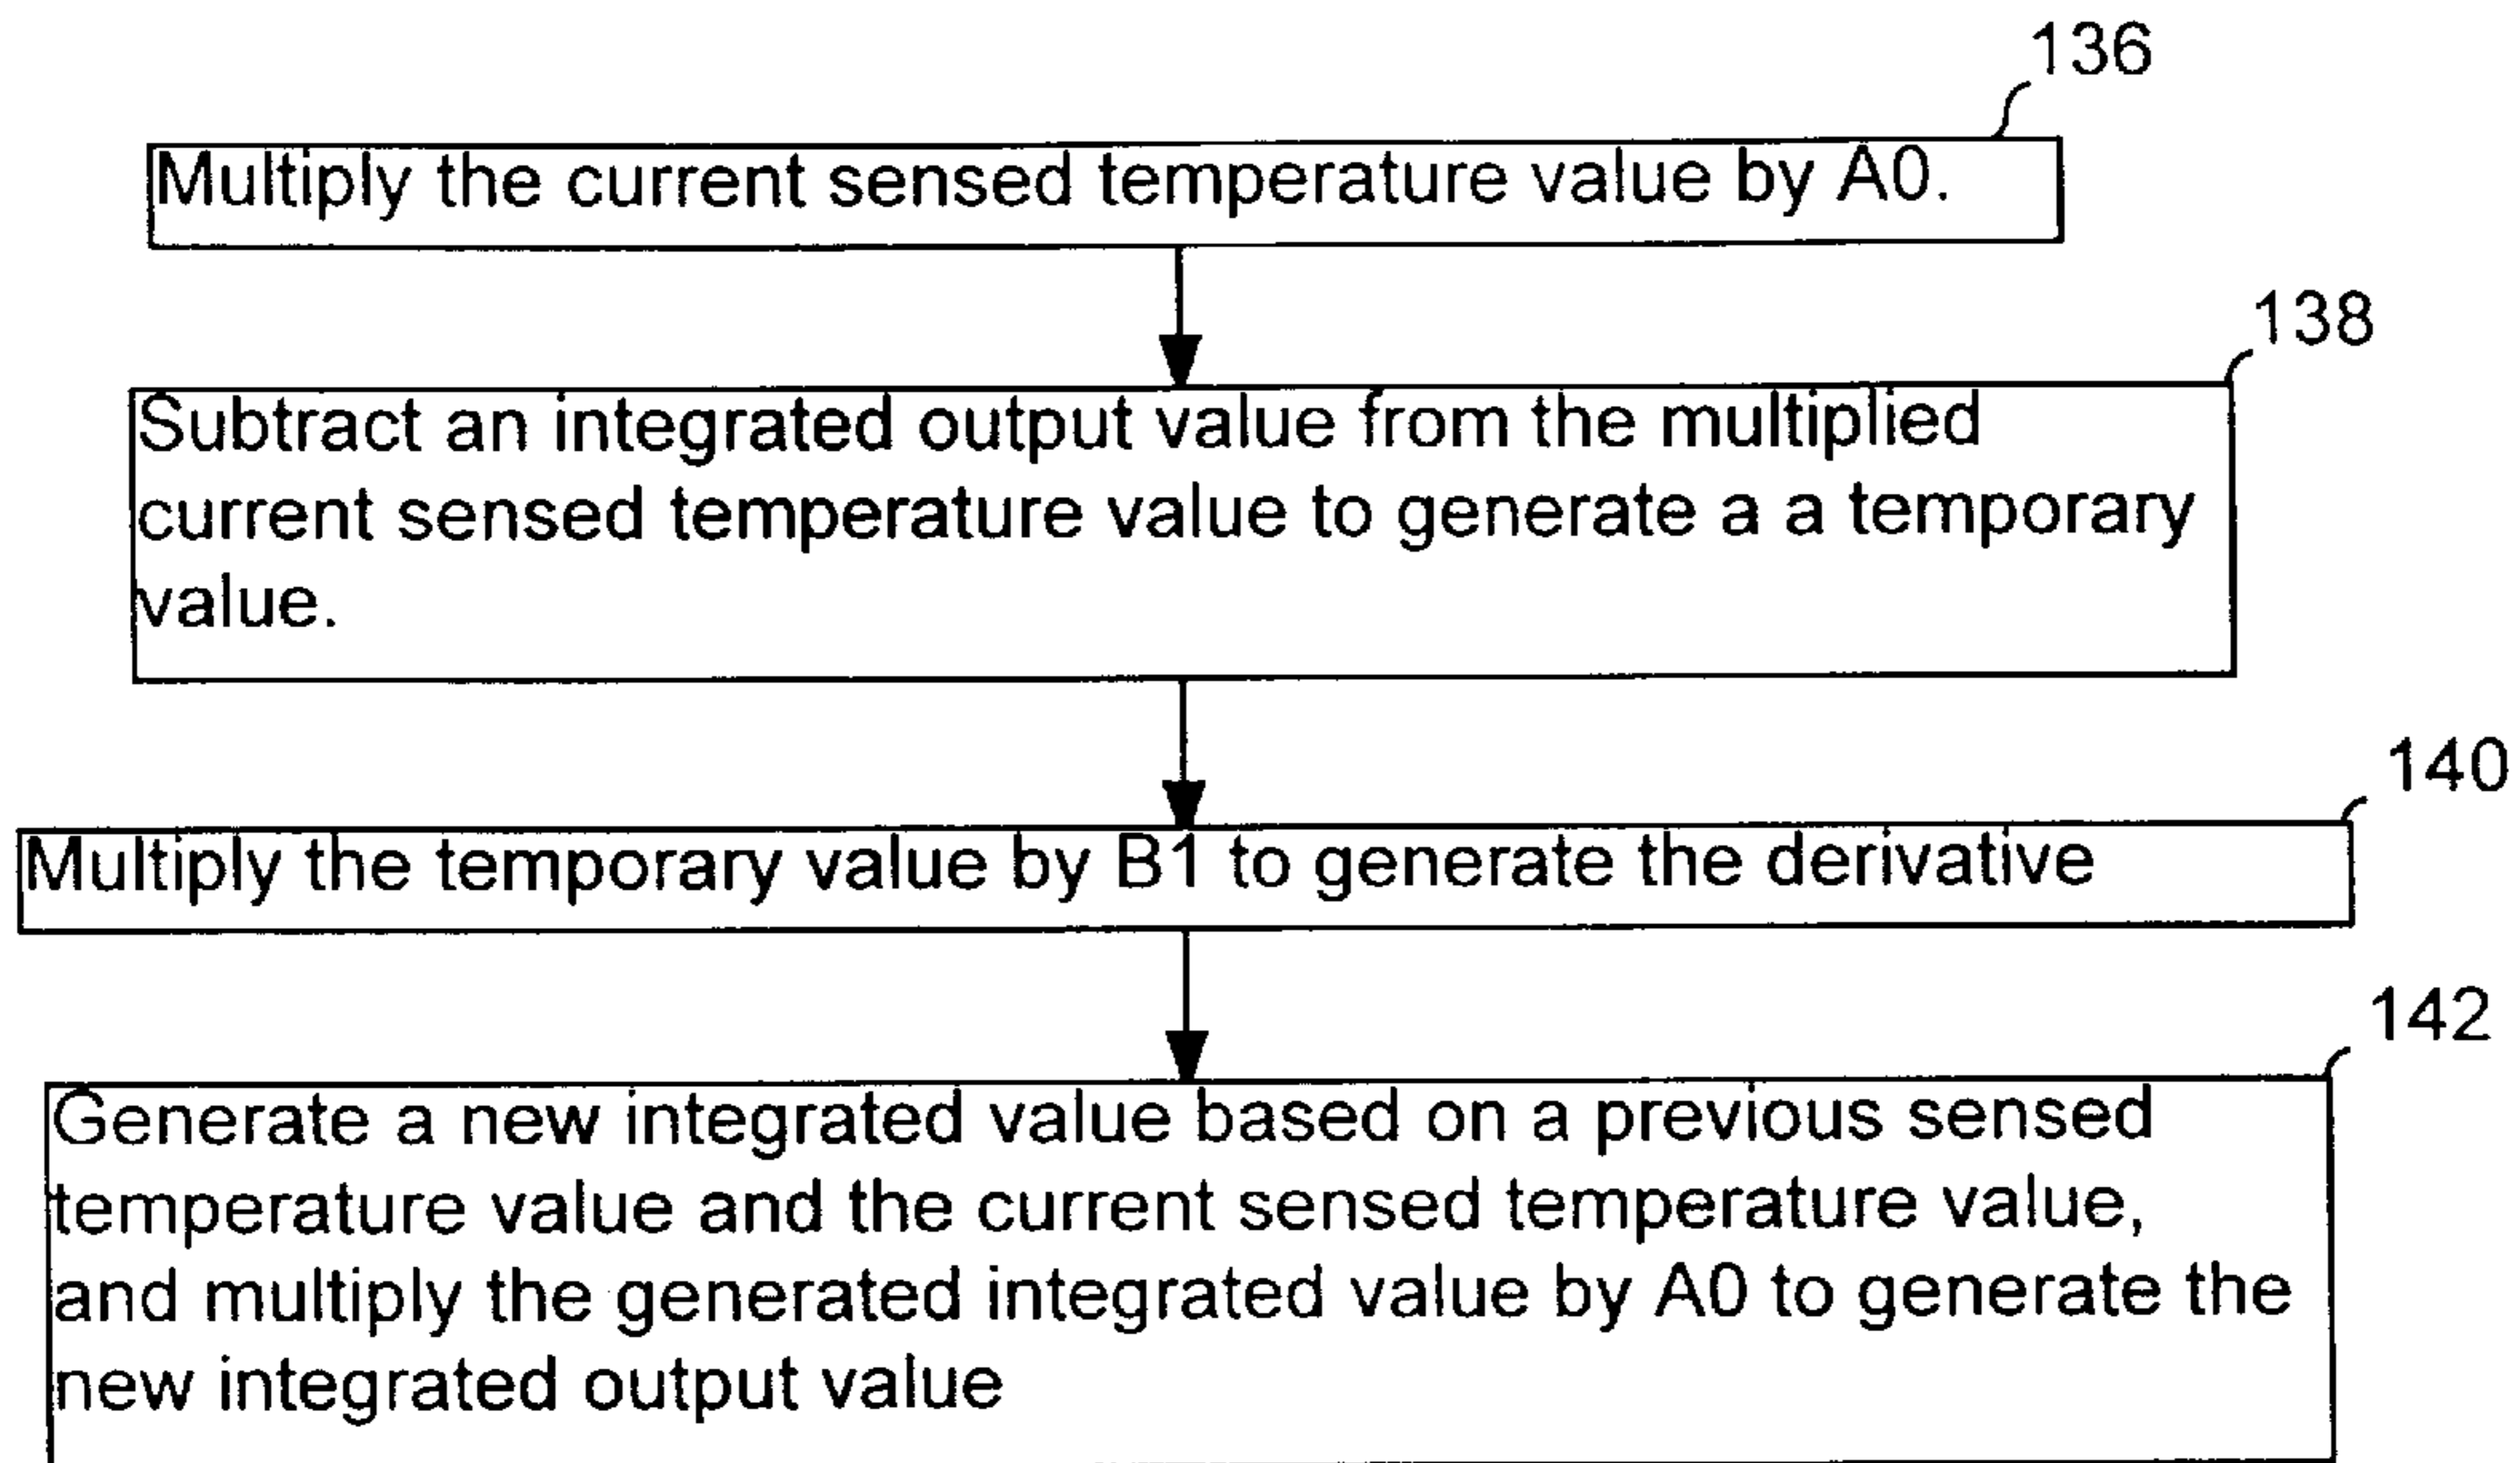 136
Multiply the current sensed temperature value by A0.
138
Subtract an integrated output value from the multiplied
current sensed temperature value to generate a a temporary
value.
140
Multiply the temporary value by B1 to generate the derivative
142
Generate a new integrated value based on a previous sensed
temperature value and the current sensed temperature value,
and multiply the generated integrated value by A0 to generate the
new integrated output value